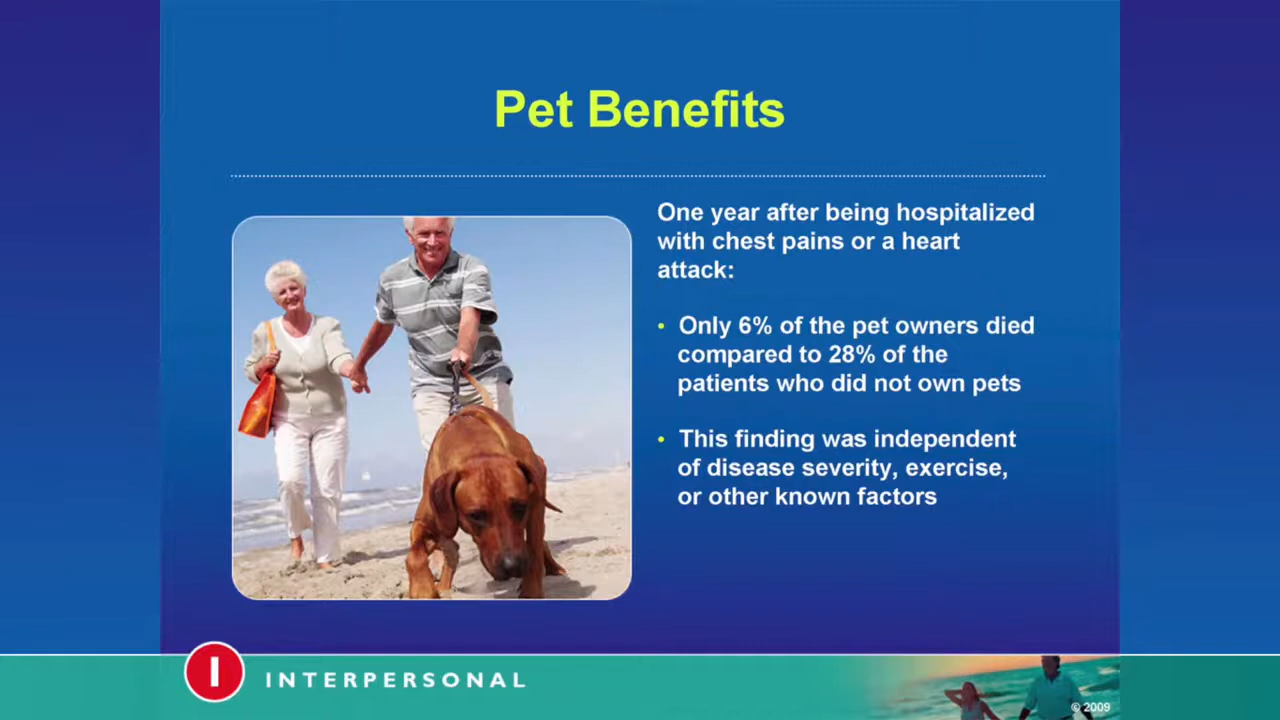 Pet Benefits
One year after being hospitalized
with chest pains or a heart
attack:
• Only 6% of the pet owners died
compared to 28% of the
patients who did not own pets
• This finding was independent
of disease severity, exercise,
or other known factors
I INTERPERSONAL
© 2009